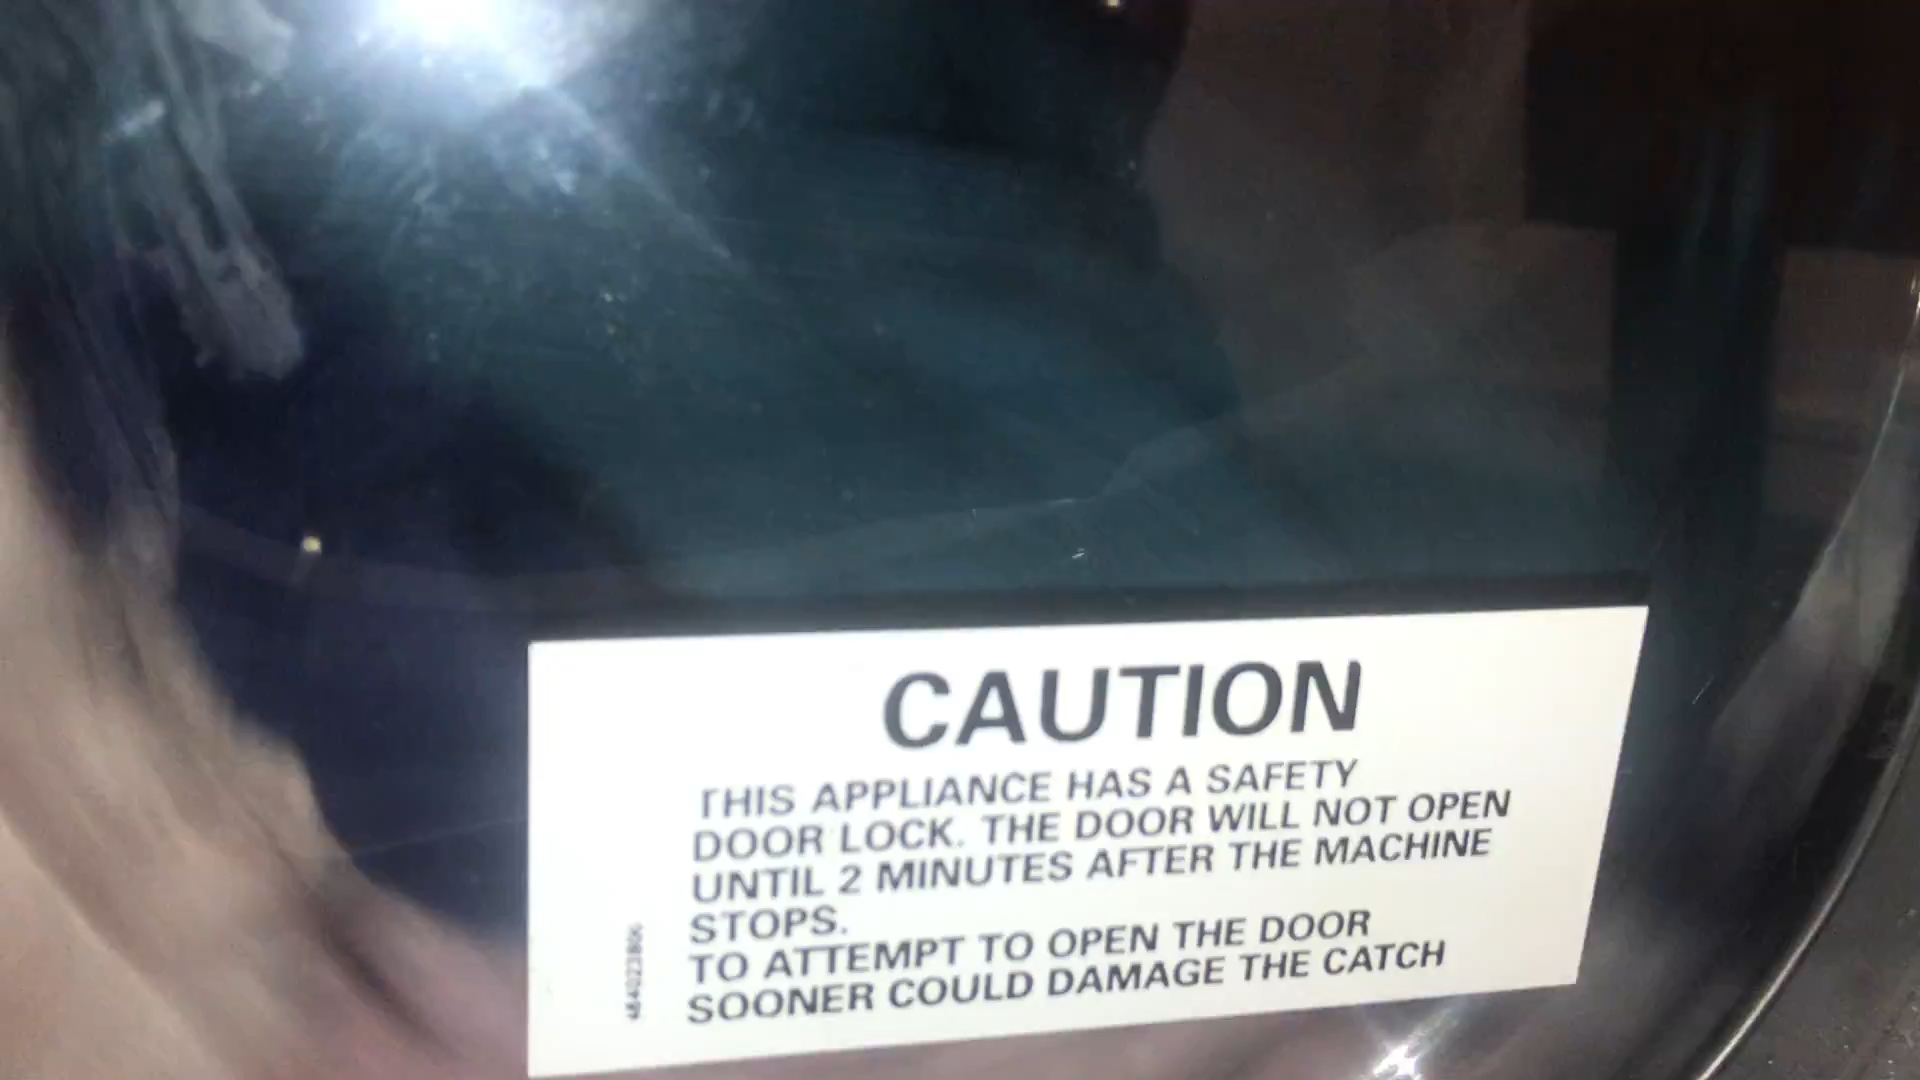 CAUTION
THIS APPLIANCE HAS A SAFETY
DOOR LOCK. THE DOOR WILL NOT OPEN
UNTIL 2 MINUTES AFTER THE MACHINE
STOPS.
TO ATTEMPT TO OPEN THE DOOR
SOONER COULD DAMAGE THE CATCH